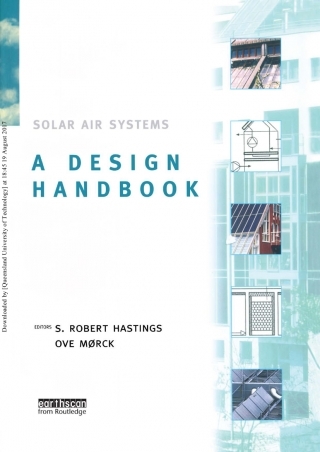 Downloaded by [Queensland University of Technology] at 18:45 19 August 2017
SOLAR AIR SYSTEMS
A DESIGN
HANDBOOK
EDITORS S. ROBERT HASTINGS
OVE MØRCK
earthscan
from Routledge